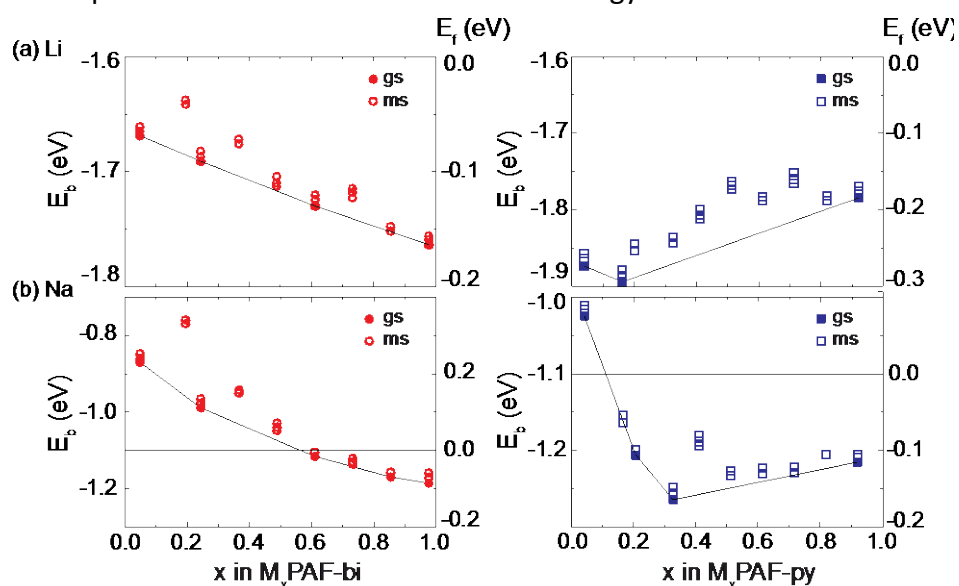 E_f (eV) E_f (eV)
(a) Li -1.6 0.0 -1.6 0.0
gs gs
ms ms
-1.7 -0.1 -1.7 -0.1
E_b (eV) E_b (eV)
-1.8 -0.2
-1.8 -0.2 -1.9 -0.3
(b) Na -1.0
gs gs
ms ms
-0.8 0.2 -1.1 0.0
E_b (eV) E_b (eV)
-1.0 0.0 -1.2 -0.1
-1.2 -0.2 -0.2
0.0 0.2 0.4 0.6 0.8 1.0 0.0 0.2 0.4 0.6 0.8 1.0
x in M_xPAF-bi x in M_xPAF-py